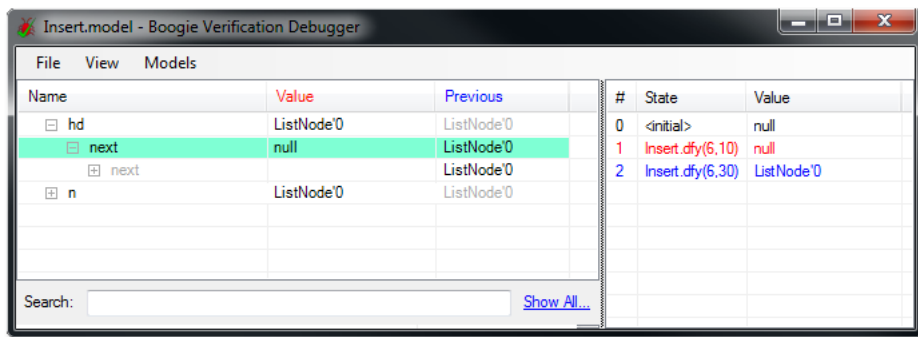 Insert.model - Boogie Verification Debugger
File View Models
Name Value Previous
hd ListNode'0 ListNode'0
next null ListNode'0
next ListNode'0
n ListNode'0 ListNode'0
Search: Show All...
# State Value
0 <initial> null
1 Insert.dfy(6,10) null
2 Insert.dfy(6,30) ListNode'0